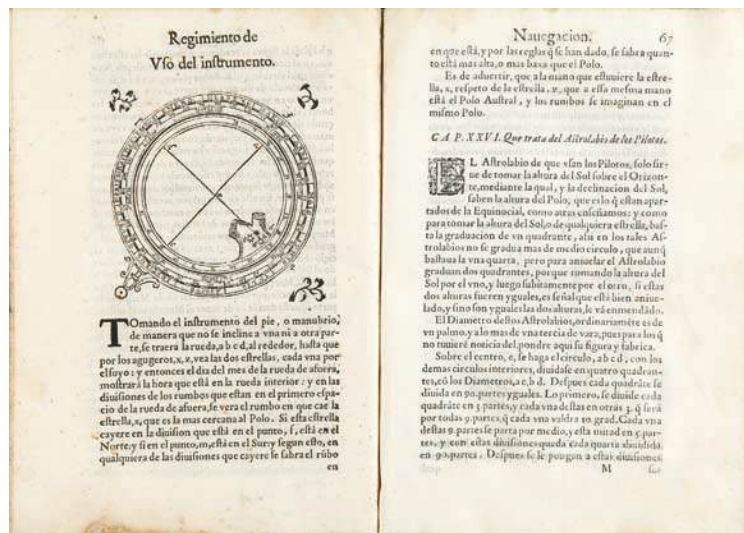 Regimiento de
Vso del instrumento.
TOmando el instrumento del pie, o manubrio,
de manera que no se incline a vna ni a otra par-
te, se traera la rueda, a b c d, al rededor, hasta que
por los agugeros, x, z, vea las dos estrellas, cada vna por
el suyo: y entonces el dia del mes de la rueda de afuera,
mostrará la hora que está en la rueda interior: y en las
diuisiones de los rumbos que estan en el primero espa-
cio de la rueda de afuera, se vera el rumbo en que cae la
estrella, x, que es la mas cercana al Polo. Si esta estrella
cayere en la diuision que está en el punto, f, está en el
Norte: y si en el punto, m, está en el Sur: y segun esto, en
qualquiera de las diuisiones que cayere se sabra el rũbo
en
Nauegacion. 67
en que está, y por las reglas q̃ se han dado, se sabra quan-
to está mas alta, o mas baxa que el Polo.
Es de aduertir, que a la mano que estuuiere la estre-
lla, x, respeto de la estrella, z, que a essa mesma mano
está el Polo Austral, y los rumbos se imaginan en el
mismo Polo.
CAP. XXVI. Que trata del Astrolabio de los Pilotos.
EL Astrolabio de que vsan los Pilotos, solo sir-
ue de tomar la altura del Sol sobre el Orizon-
te, mediante la qual, y la declinacion del Sol,
saben la altura del Polo, que es lo q̃ estan apar-
tados de la Equinocial, como atras enseñamos: y como
para tomar la altura del Sol, o de qualquiera estrella, bas-
ta la graduacion de vn quadrante, assi en los tales As-
trolabios no se gradua mas de medio circulo, que aunq̃
bastaua la vna quarta, pero para aniuelar el Astrolabio
graduan dos quadrantes, porque tomando la altura del
Sol por el vno, y luego subitamente por el otro, si estas
dos alturas fueren yguales, es señal que está bien aniue-
lado, y si no son yguales las dos alturas, se vá enmendãdo.
El Diametro destos Astrolabios, ordinariamẽte es de
vn palmo, y a lo mas de vna tercia de vara, pues para los q̃
no tuuierẽ noticia del, pondre aqui su figura y fabrica.
Sobre el centro, e, se haga el circulo, a b c d, con los
demas circulos interiores, diuidase en quatro quadran-
tes, cõ los Diametros, a c, b d. Despues cada quadrãte se
diuida en 90. partes yguales. Lo primero, se diuide cada
quadrãte en 3. partes, y cada vna destas en otras 3. q̃ será
por todas 9. partes, q̃ cada vna valdra 10. grad. Cada vna
destas 9. partes se parta por medio, y esta mitad en 5. par-
tes, y con estas diuisiones queda cada quarta diuidida
en 90. partes. Despues se le pongan a estas diuisiones
M sus